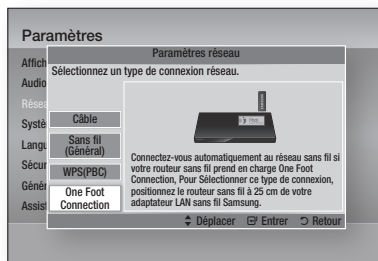 Paramètres
Paramètres réseau
Affich
Sélectionnez un type de connexion réseau.
Audio
Résea
Systè
Câble
Langu
Sans fil
(Général)
Sécur
WPS(PBC)
Génér
One Foot
Connection
Assist
Connectez-vous automatiquement au réseau sans fil si
votre routeur sans fil prend en charge One Foot
Connection, Pour Sélectionner ce type de connexion,
positionnez le routeur sans fil à 25 cm de votre
adaptateur LAN sans fil Samsung.
Déplacer Entrer Retour